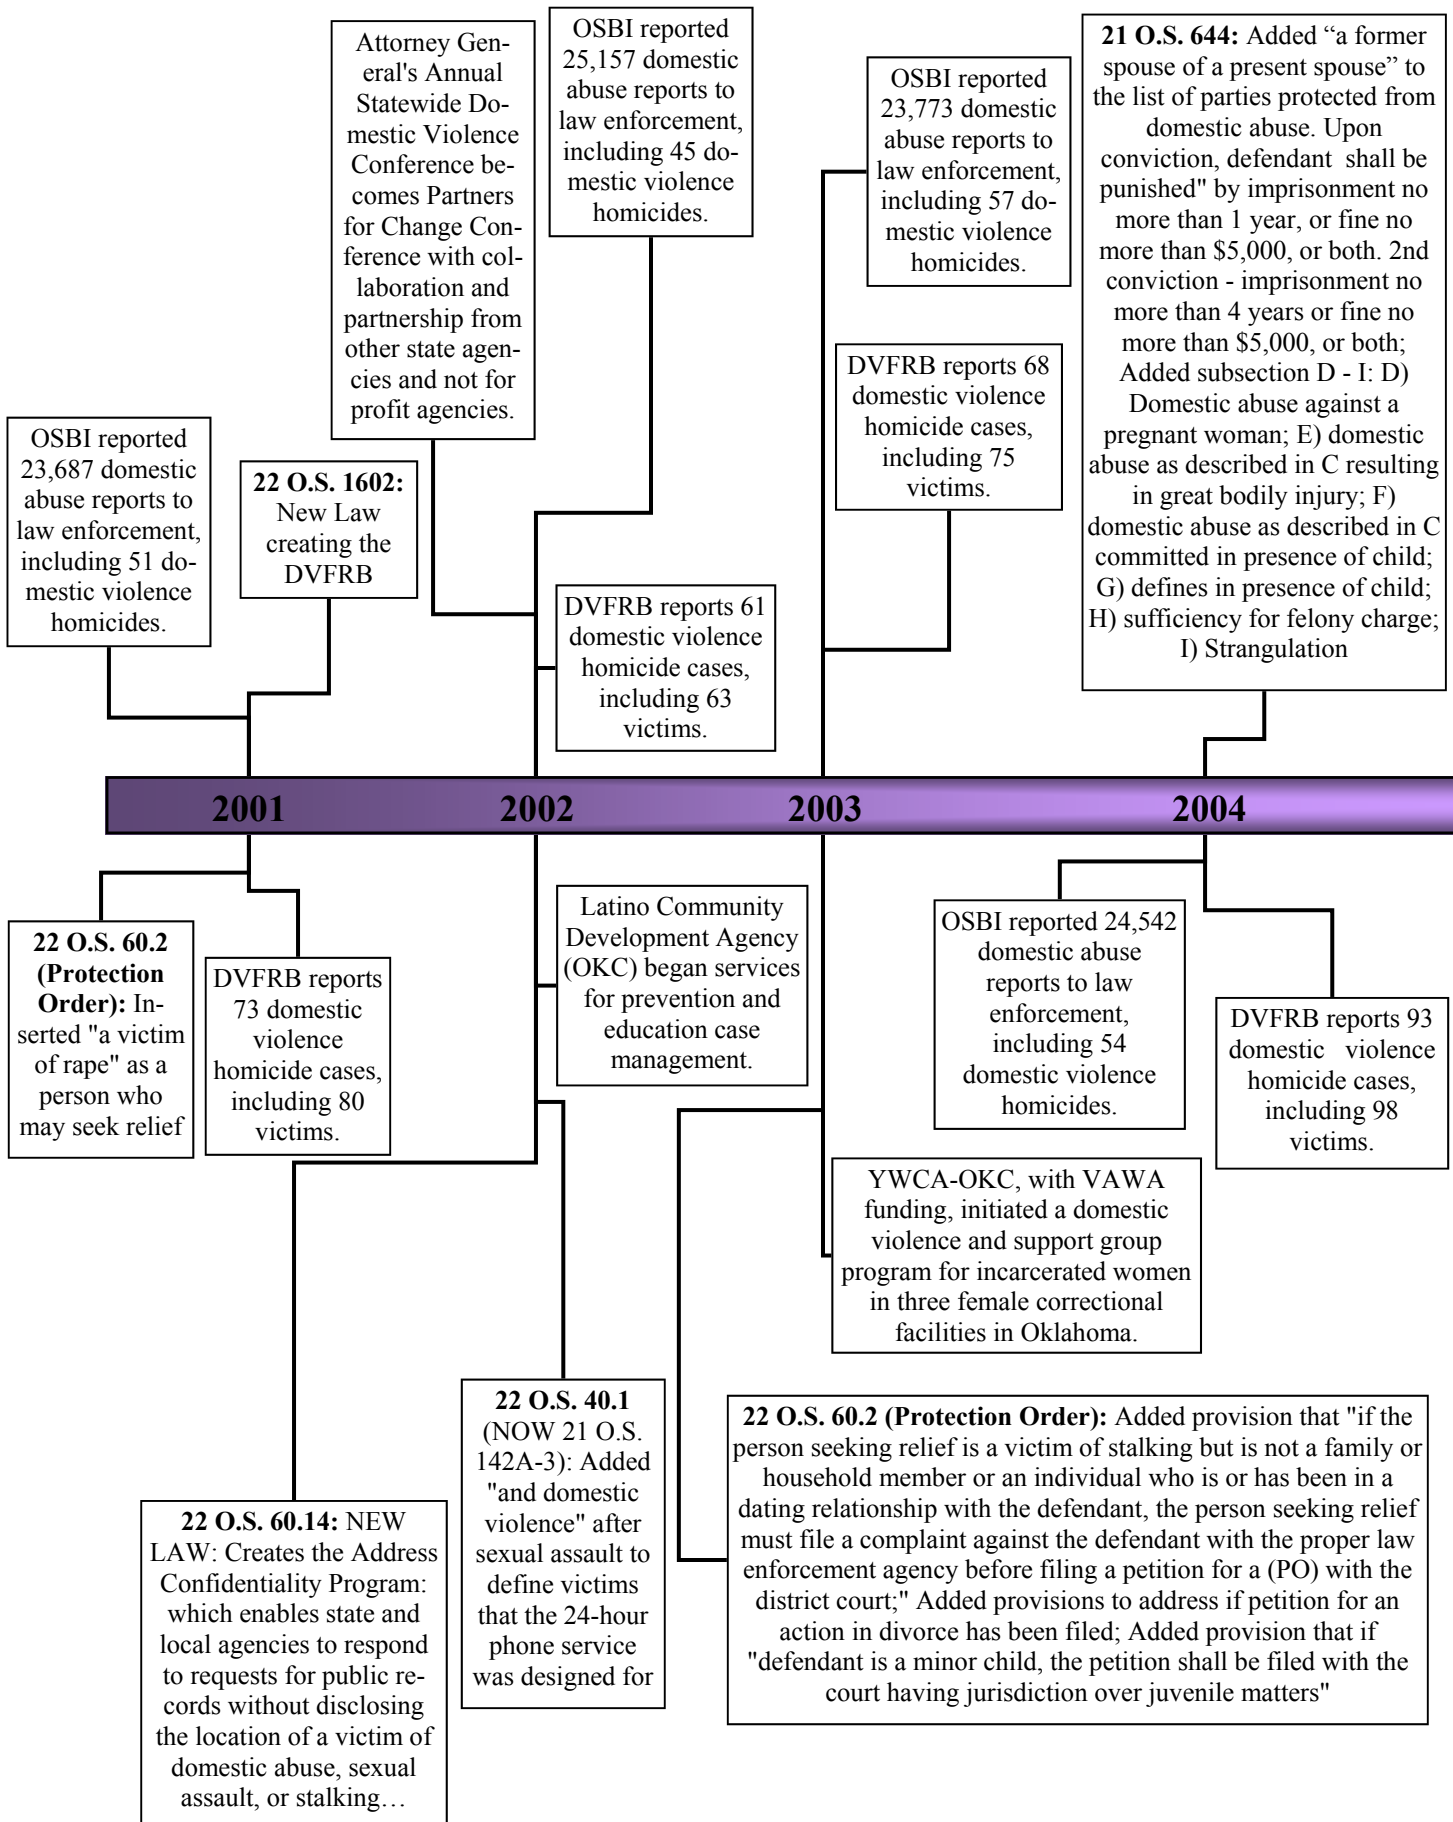 Attorney Gen-
eral's Annual
Statewide Do-
mestic Violence
Conference be-
comes Partners
for Change Con-
ference with col-
laboration and
partnership from
other state agen-
cies and not for
profit agencies.
OSBI reported
25,157 domestic
abuse reports to
law enforcement,
including 45 do-
mestic violence
homicides.
OSBI reported
23,773 domestic
abuse reports to
law enforcement,
including 57 do-
mestic violence
homicides.
21 O.S. 644: Added “a former
spouse of a present spouse” to
the list of parties protected from
domestic abuse. Upon
conviction, defendant shall be
punished" by imprisonment no
more than 1 year, or fine no
more than $5,000, or both. 2nd
conviction - imprisonment no
more than 4 years or fine no
more than $5,000, or both;
Added subsection D - I: D)
Domestic abuse against a
pregnant woman; E) domestic
abuse as described in C resulting
in great bodily injury; F)
domestic abuse as described in C
committed in presence of child;
G) defines in presence of child;
H) sufficiency for felony charge;
I) Strangulation
OSBI reported
23,687 domestic
abuse reports to
law enforcement,
including 51 do-
mestic violence
homicides.
22 O.S. 1602:
New Law
creating the
DVFRB
DVFRB reports 61
domestic violence
homicide cases,
including 63
victims.
DVFRB reports 68
domestic violence
homicide cases,
including 75
victims.
2001
2002
2003
2004
22 O.S. 60.2
(Protection
Order): In-
serted "a victim
of rape" as a
person who
may seek relief
DVFRB reports
73 domestic
violence
homicide cases,
including 80
victims.
Latino Community
Development Agency
(OKC) began services
for prevention and
education case
management.
OSBI reported 24,542
domestic abuse
reports to law
enforcement,
including 54
domestic violence
homicides.
DVFRB reports 93
domestic violence
homicide cases,
including 98
victims.
YWCA-OKC, with VAWA
funding, initiated a domestic
violence and support group
program for incarcerated women
in three female correctional
facilities in Oklahoma.
22 O.S. 60.14: NEW
LAW: Creates the Address
Confidentiality Program:
which enables state and
local agencies to respond
to requests for public re-
cords without disclosing
the location of a victim of
domestic abuse, sexual
assault, or stalking…
22 O.S. 40.1
(NOW 21 O.S.
142A-3): Added
"and domestic
violence" after
sexual assault to
define victims
that the 24-hour
phone service
was designed for
22 O.S. 60.2 (Protection Order): Added provision that "if the
person seeking relief is a victim of stalking but is not a family or
household member or an individual who is or has been in a
dating relationship with the defendant, the person seeking relief
must file a complaint against the defendant with the proper law
enforcement agency before filing a petition for a (PO) with the
district court;" Added provisions to address if petition for an
action in divorce has been filed; Added provision that if
"defendant is a minor child, the petition shall be filed with the
court having jurisdiction over juvenile matters"